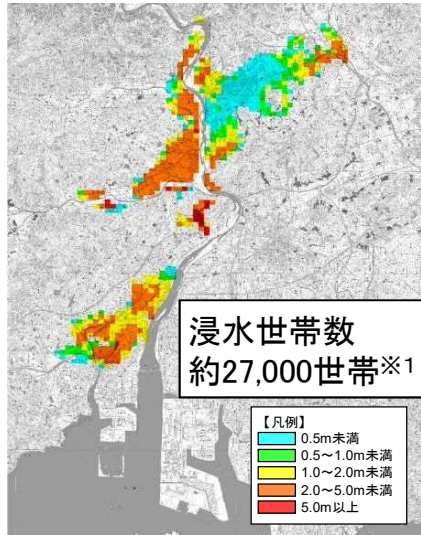 浸水世帯数
約27,000世帯※1
【凡例】
0.5m未満
0.5～1.0m未満
1.0～2.0m未満
2.0～5.0m未満
5.0m以上